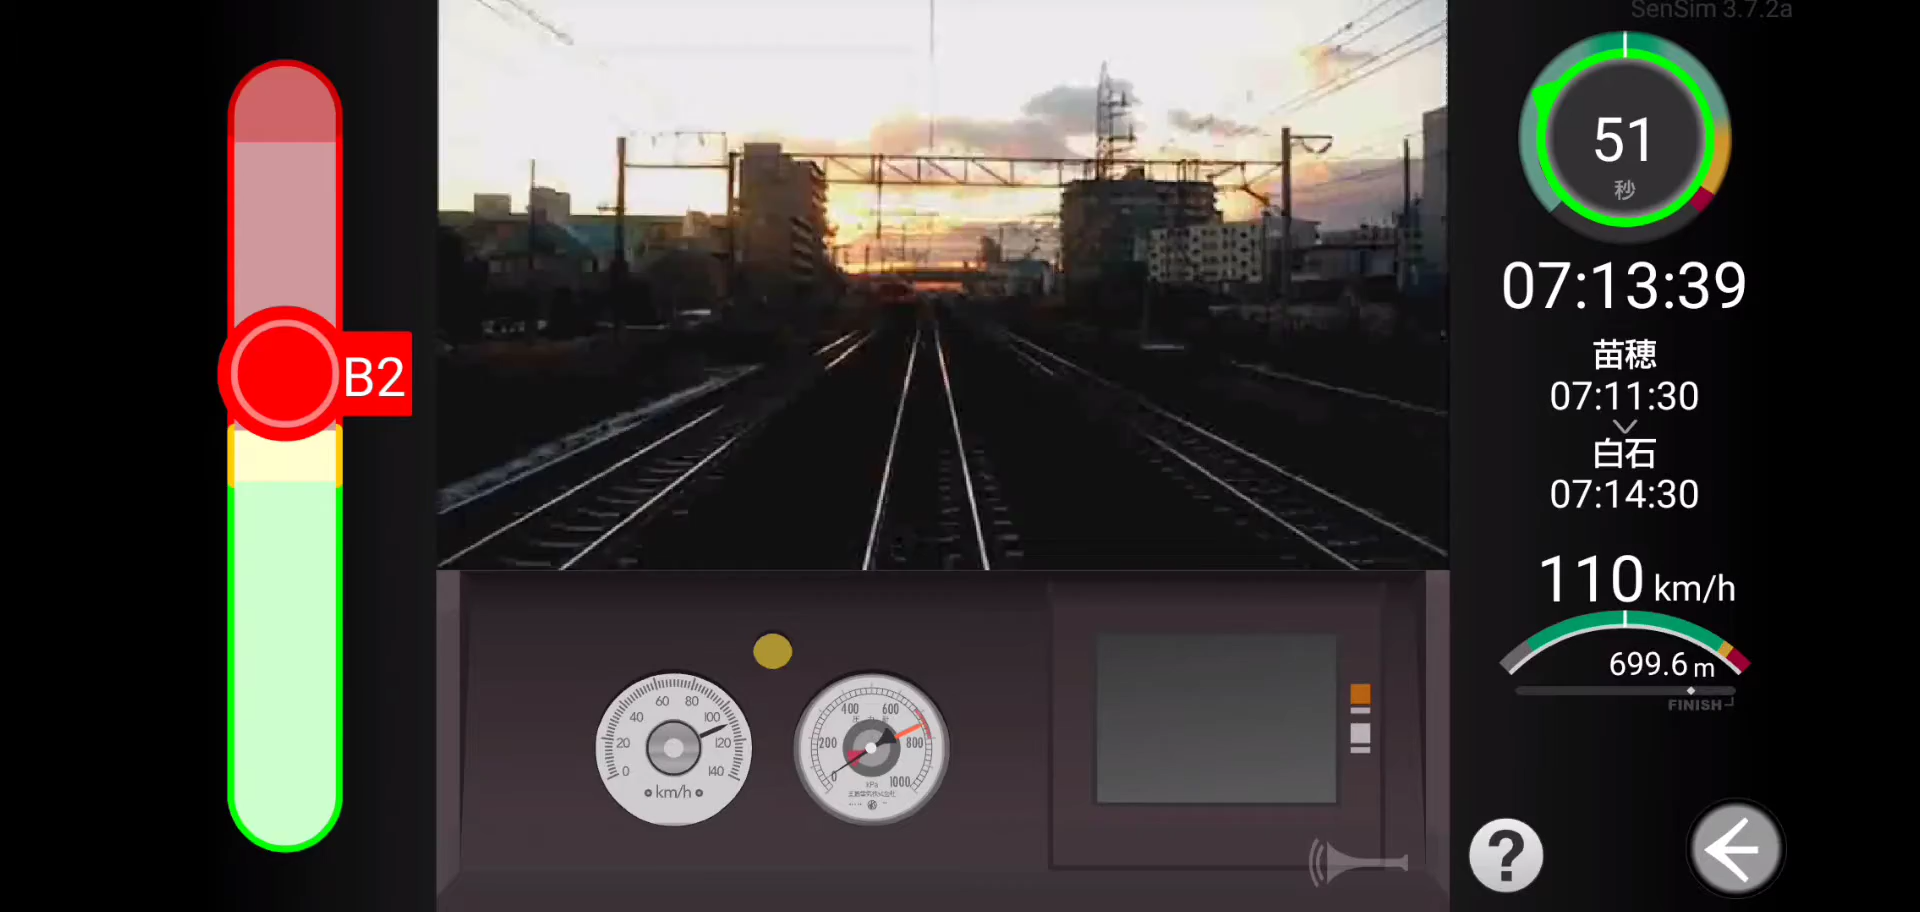 SenSim 3.7.2a
51
秒
07:13:39
苗穂
07:11:30
白石
07:14:30
110 km/h
699.6 m
FINISH
B2
0 20 40 60 80 100 120 140
km/h
0 200 400 600 800 1000
kPa
?